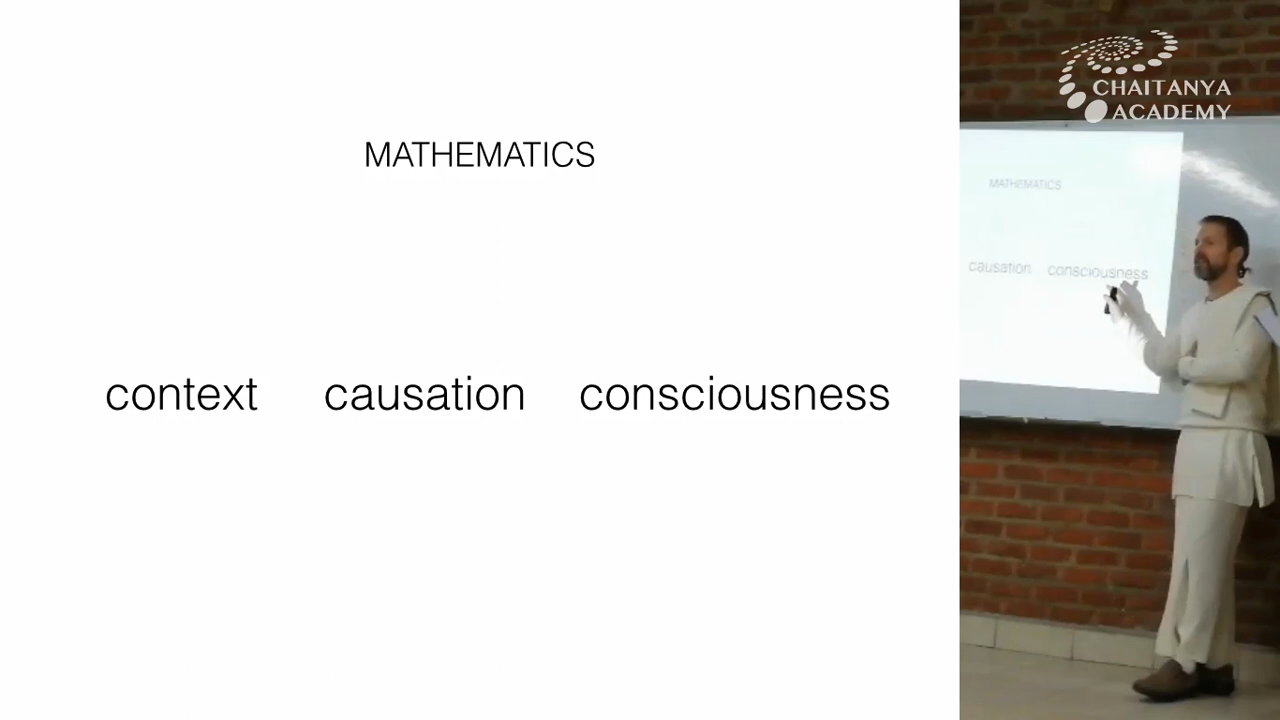 MATHEMATICS
context causation consciousness
CHAITANYA
ACADEMY
MATHEMATICS
causation consciousness